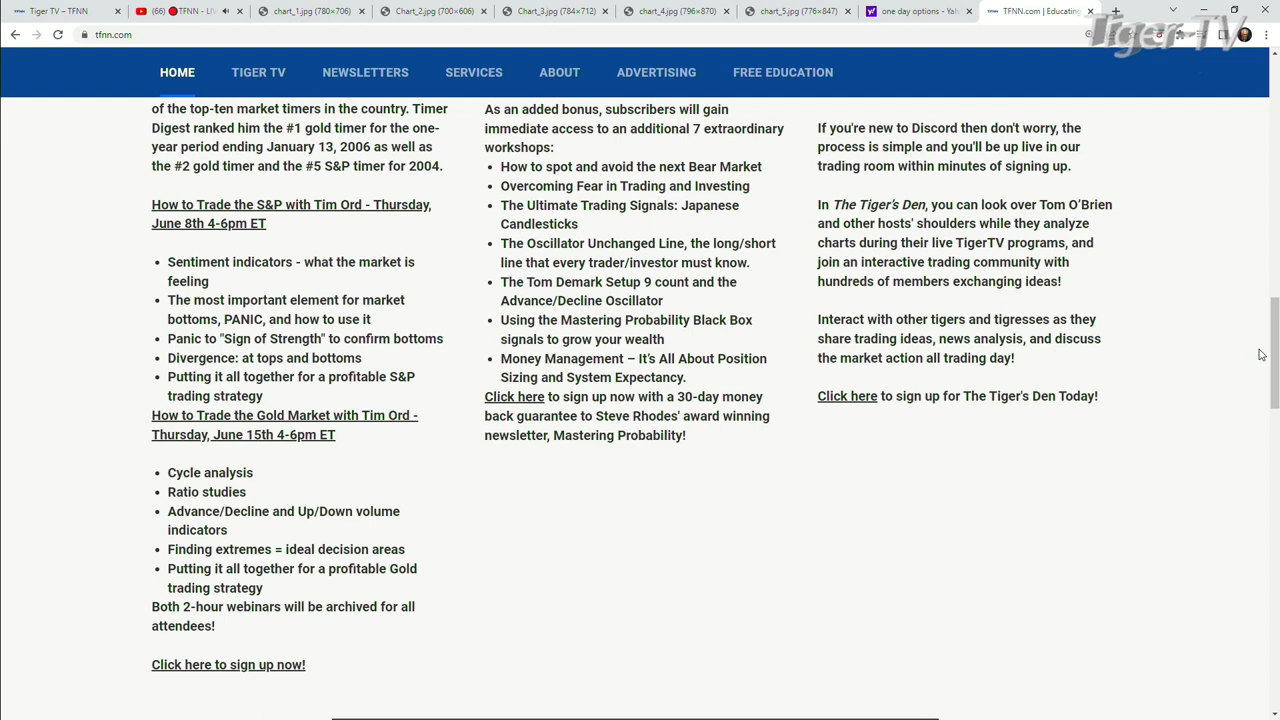 Tiger TV – TFNN
(66) 🔴TFN - LIV
chart_1.jpg (780×706)
Chart_2.jpg (700×606)
Chart_3.jpg (784×712)
chart_4.jpg (796×870)
chart_5.jpg (776×847)
one day options - Yah
TFNN.com | Educating
tfnn.com
Tiger TV
HOME
TIGER TV
NEWSLETTERS
SERVICES
ABOUT
ADVERTISING
FREE EDUCATION
of the top-ten market timers in the country. Timer
Digest ranked him the #1 gold timer for the one-
year period ending January 13, 2006 as well as
the #2 gold timer and the #5 S&P timer for 2004.
How to Trade the S&P with Tim Ord - Thursday,
June 8th 4-6pm ET
• Sentiment indicators - what the market is
feeling
• The most important element for market
bottoms, PANIC, and how to use it
• Panic to "Sign of Strength" to confirm bottoms
• Divergence: at tops and bottoms
• Putting it all together for a profitable S&P
trading strategy
How to Trade the Gold Market with Tim Ord -
Thursday, June 15th 4-6pm ET
• Cycle analysis
• Ratio studies
• Advance/Decline and Up/Down volume
indicators
• Finding extremes = ideal decision areas
• Putting it all together for a profitable Gold
trading strategy
Both 2-hour webinars will be archived for all
attendees!
Click here to sign up now!
As an added bonus, subscribers will gain
immediate access to an additional 7 extraordinary
workshops:
• How to spot and avoid the next Bear Market
• Overcoming Fear in Trading and Investing
• The Ultimate Trading Signals: Japanese
Candlesticks
• The Oscillator Unchanged Line, the long/short
line that every trader/investor must know.
• The Tom Demark Setup 9 count and the
Advance/Decline Oscillator
• Using the Mastering Probability Black Box
signals to grow your wealth
• Money Management – It's All About Position
Sizing and System Expectancy.
Click here to sign up now with a 30-day money
back guarantee to Steve Rhodes' award winning
newsletter, Mastering Probability!
If you're new to Discord then don't worry, the
process is simple and you'll be up live in our
trading room within minutes of signing up.
In The Tiger's Den, you can look over Tom O'Brien
and other hosts' shoulders while they analyze
charts during their live TigerTV programs, and
join an interactive trading community with
hundreds of members exchanging ideas!
Interact with other tigers and tigresses as they
share trading ideas, news analysis, and discuss
the market action all trading day!
Click here to sign up for The Tiger's Den Today!